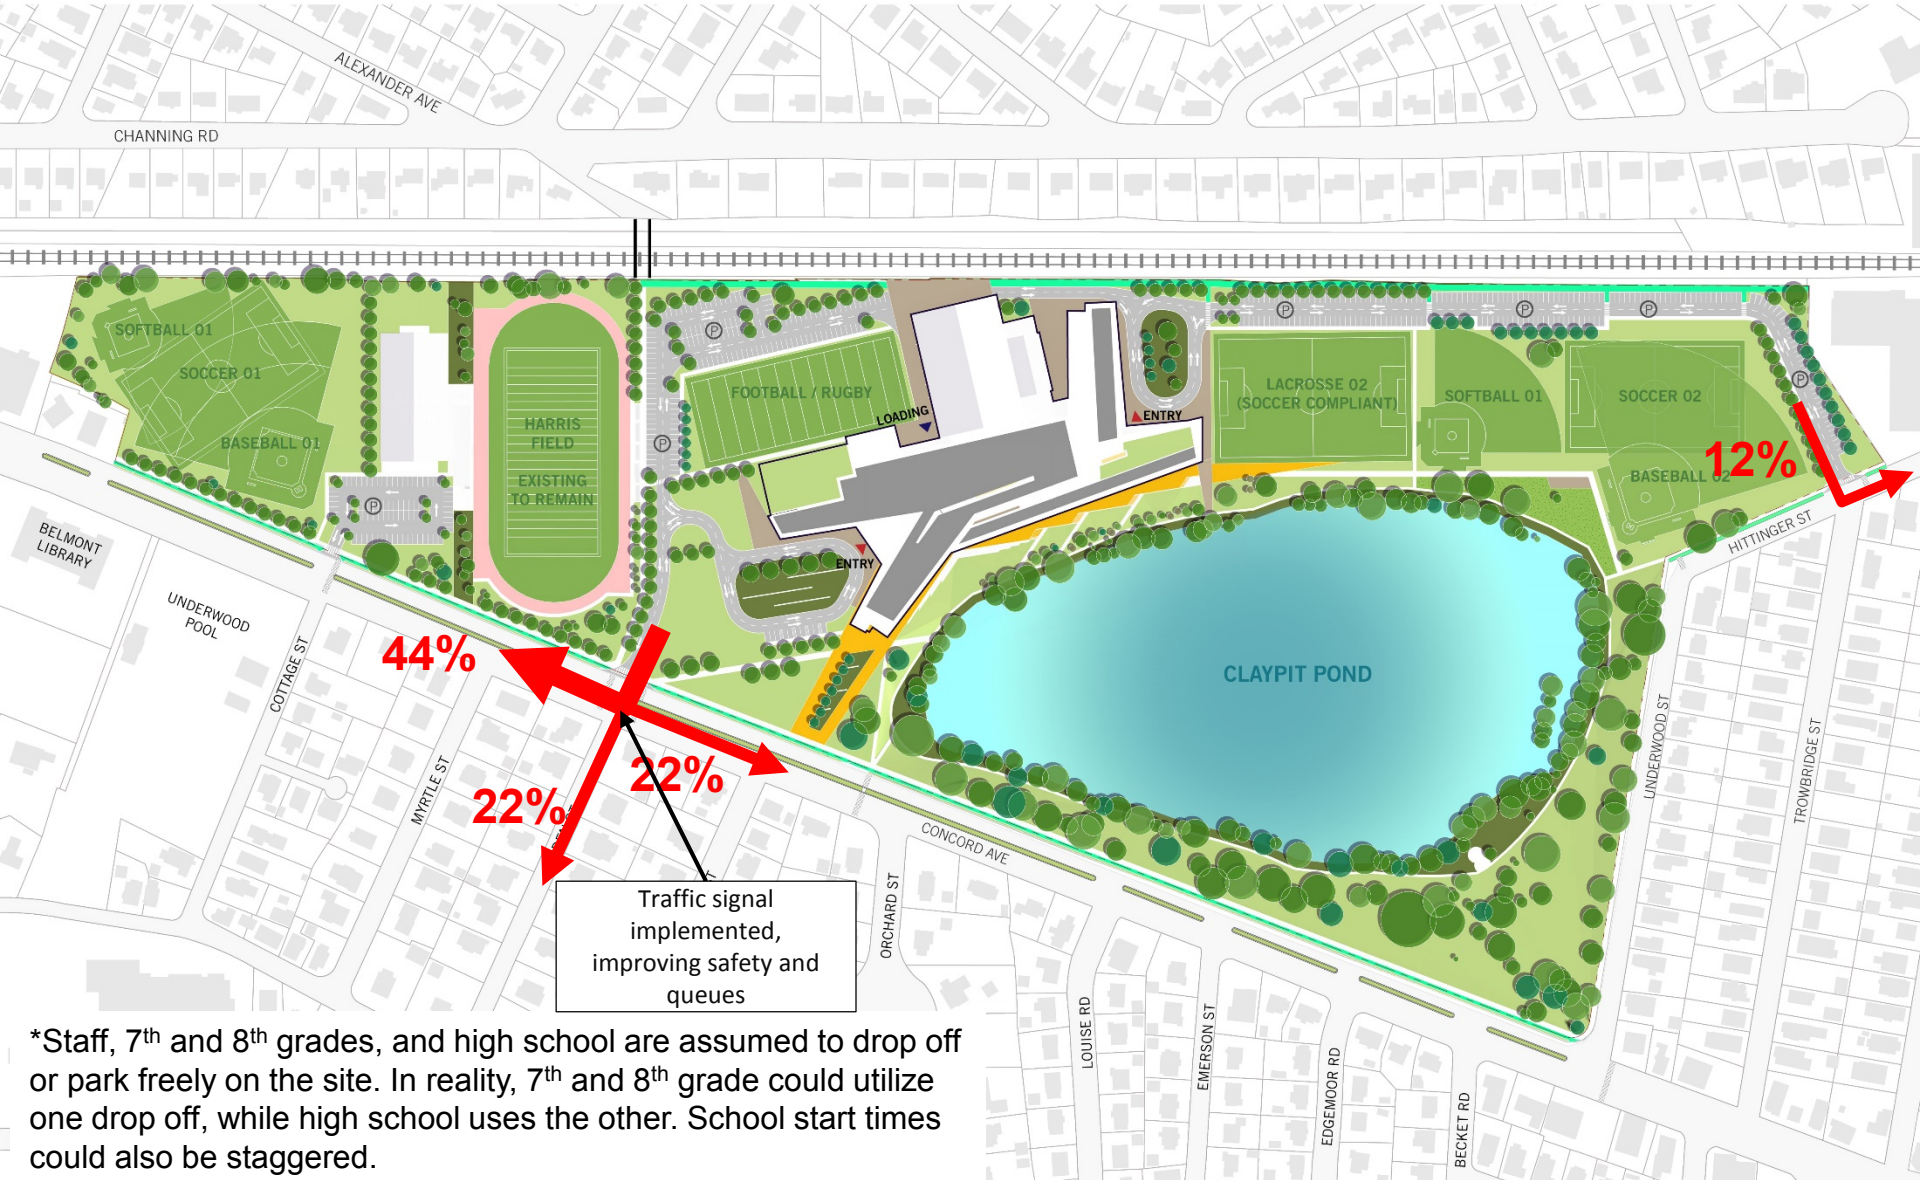 ALEXANDER AVE
CHANNING RD
SOFTBALL 01
SOCCER 01
BASEBALL 01
HARRIS
FIELD
EXISTING
TO REMAIN
P
P
P
FOOTBALL / RUGBY
LOADING
ENTRY
ENTRY
P
P
P
P
LACROSSE 02
(SOCCER COMPLIANT)
SOFTBALL 01
SOCCER 02
BASEBALL 02
12%
HITTINGER ST
BELMONT
LIBRARY
UNDERWOOD
POOL
COTTAGE ST
MYRTLE ST
44%
22%
22%
CLAYPIT POND
CONCORD AVE
ORCHARD ST
UNDERWOOD ST
TROWBRIDGE ST
LOUISE RD
EMERSON ST
EDGEMOOR RD
BECKET RD
Traffic signal
implemented,
improving safety and
queues
*Staff, 7th and 8th grades, and high school are assumed to drop off
or park freely on the site. In reality, 7th and 8th grade could utilize
one drop off, while high school uses the other. School start times
could also be staggered.